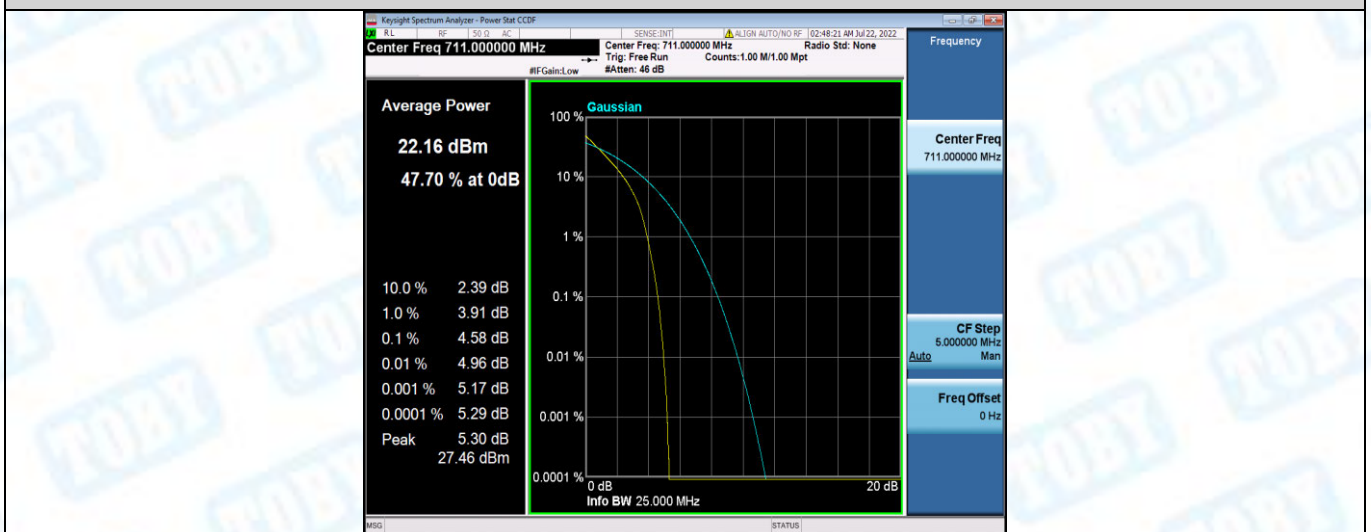 Keysight Spectrum Analyzer - Power Stat CCDF
RL RF 50 Ω AC SENSE:INT ALIGN AUTO/NO RF 02:48:21 AM Jul 22, 2022
Center Freq 711.000000 MHz
Center Freq: 711.000000 MHz Radio Std: None
Trig: Free Run Counts:1.00 M/1.00 Mpt
#IFGain:Low #Atten: 46 dB
Frequency
Average Power
22.16 dBm
47.70 % at 0dB
10.0 % 2.39 dB
1.0 % 3.91 dB
0.1 % 4.58 dB
0.01 % 4.96 dB
0.001 % 5.17 dB
0.0001 % 5.29 dB
Peak 5.30 dB
27.46 dBm
Gaussian
100 %
10 %
1 %
0.1 %
0.01 %
0.001 %
0.0001 %
0 dB 20 dB
Info BW 25.000 MHz
Center Freq
711.000000 MHz
CF Step
5.000000 MHz
Auto Man
Freq Offset
0 Hz
MSG STATUS
TOBY
TOBY
TOBY
TOBY
TOBY
TOBY
TOBY